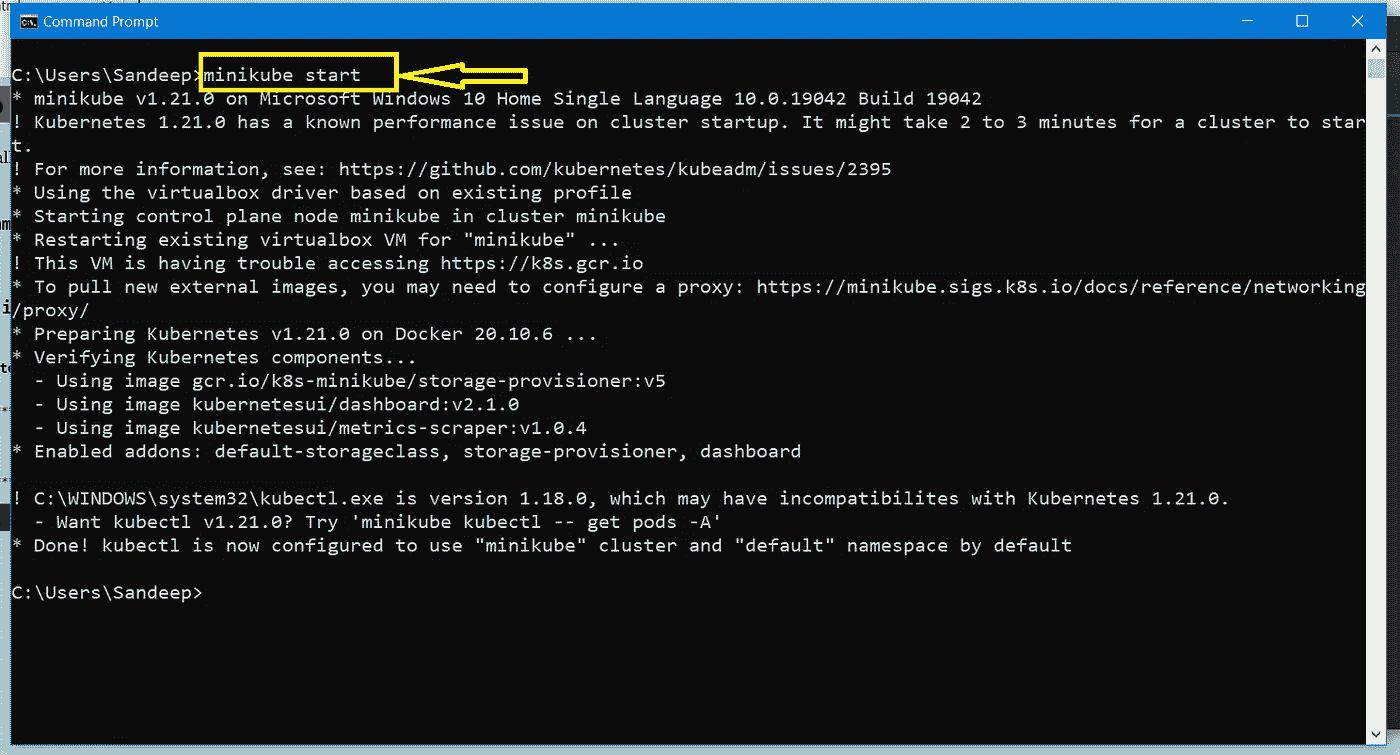 Command Prompt
C:\Users\Sandeep>minikube start
* minikube v1.21.0 on Microsoft Windows 10 Home Single Language 10.0.19042 Build 19042
! Kubernetes 1.21.0 has a known performance issue on cluster startup. It might take 2 to 3 minutes for a cluster to star
t.
! For more information, see: https://github.com/kubernetes/kubeadm/issues/2395
* Using the virtualbox driver based on existing profile
* Starting control plane node minikube in cluster minikube
* Restarting existing virtualbox VM for "minikube" ...
! This VM is having trouble accessing https://k8s.gcr.io
* To pull new external images, you may need to configure a proxy: https://minikube.sigs.k8s.io/docs/reference/networking
/proxy/
* Preparing Kubernetes v1.21.0 on Docker 20.10.6 ...
* Verifying Kubernetes components...
  - Using image gcr.io/k8s-minikube/storage-provisioner:v5
  - Using image kubernetesui/dashboard:v2.1.0
  - Using image kubernetesui/metrics-scraper:v1.0.4
* Enabled addons: default-storageclass, storage-provisioner, dashboard
! C:\WINDOWS\system32\kubectl.exe is version 1.18.0, which may have incompatibilites with Kubernetes 1.21.0.
  - Want kubectl v1.21.0? Try 'minikube kubectl -- get pods -A'
* Done! kubectl is now configured to use "minikube" cluster and "default" namespace by default
C:\Users\Sandeep>